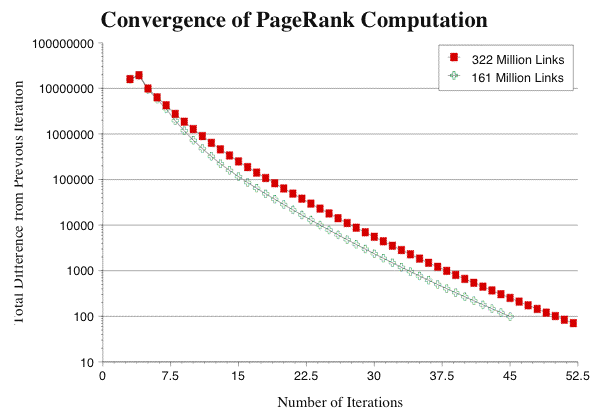 Convergence of PageRank Computation
Total Difference from Previous Iteration
100000000
10000000
1000000
100000
10000
1000
100
10
322 Million Links
161 Million Links
0 7.5 15 22.5 30 37.5 45 52.5
Number of Iterations